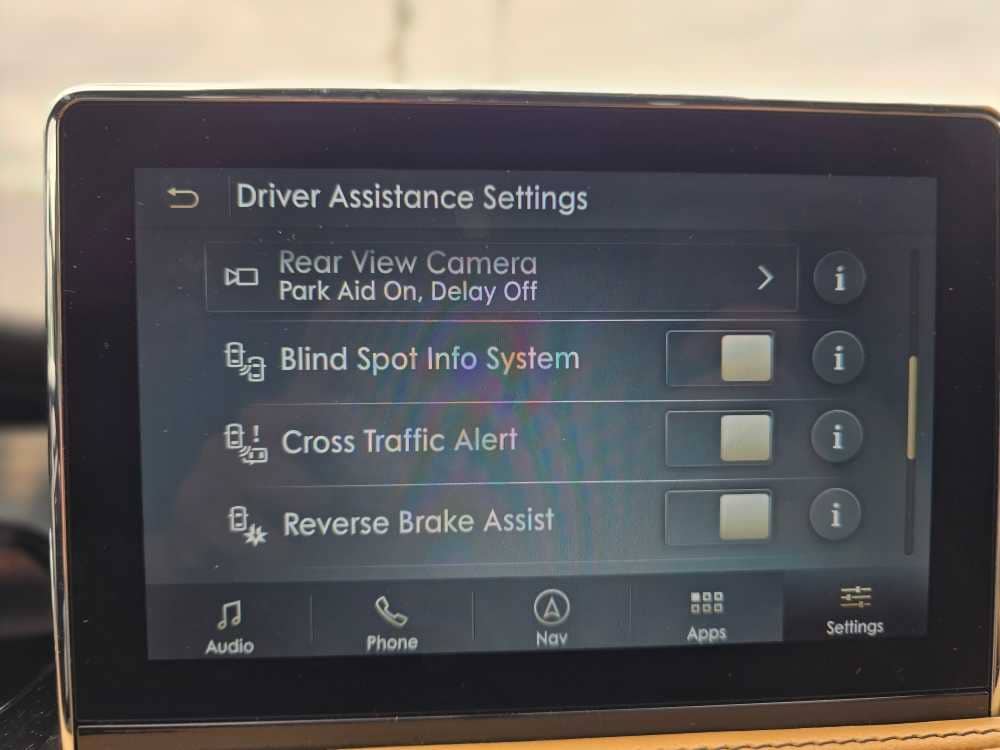 Driver Assistance Settings
Rear View Camera
Park Aid On, Delay Off
i
Blind Spot Info System
i
Cross Traffic Alert
i
Reverse Brake Assist
i
Audio
Phone
Nav
Apps
Settings